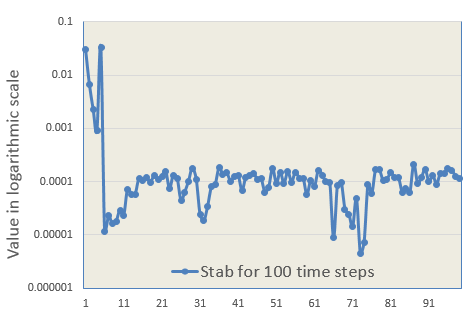 0.1
0.01
0.001
0.0001
0.00001
0.000001
Value in logarithmic scale
Stab for 100 time steps
1 11 21 31 41 51 61 71 81 91